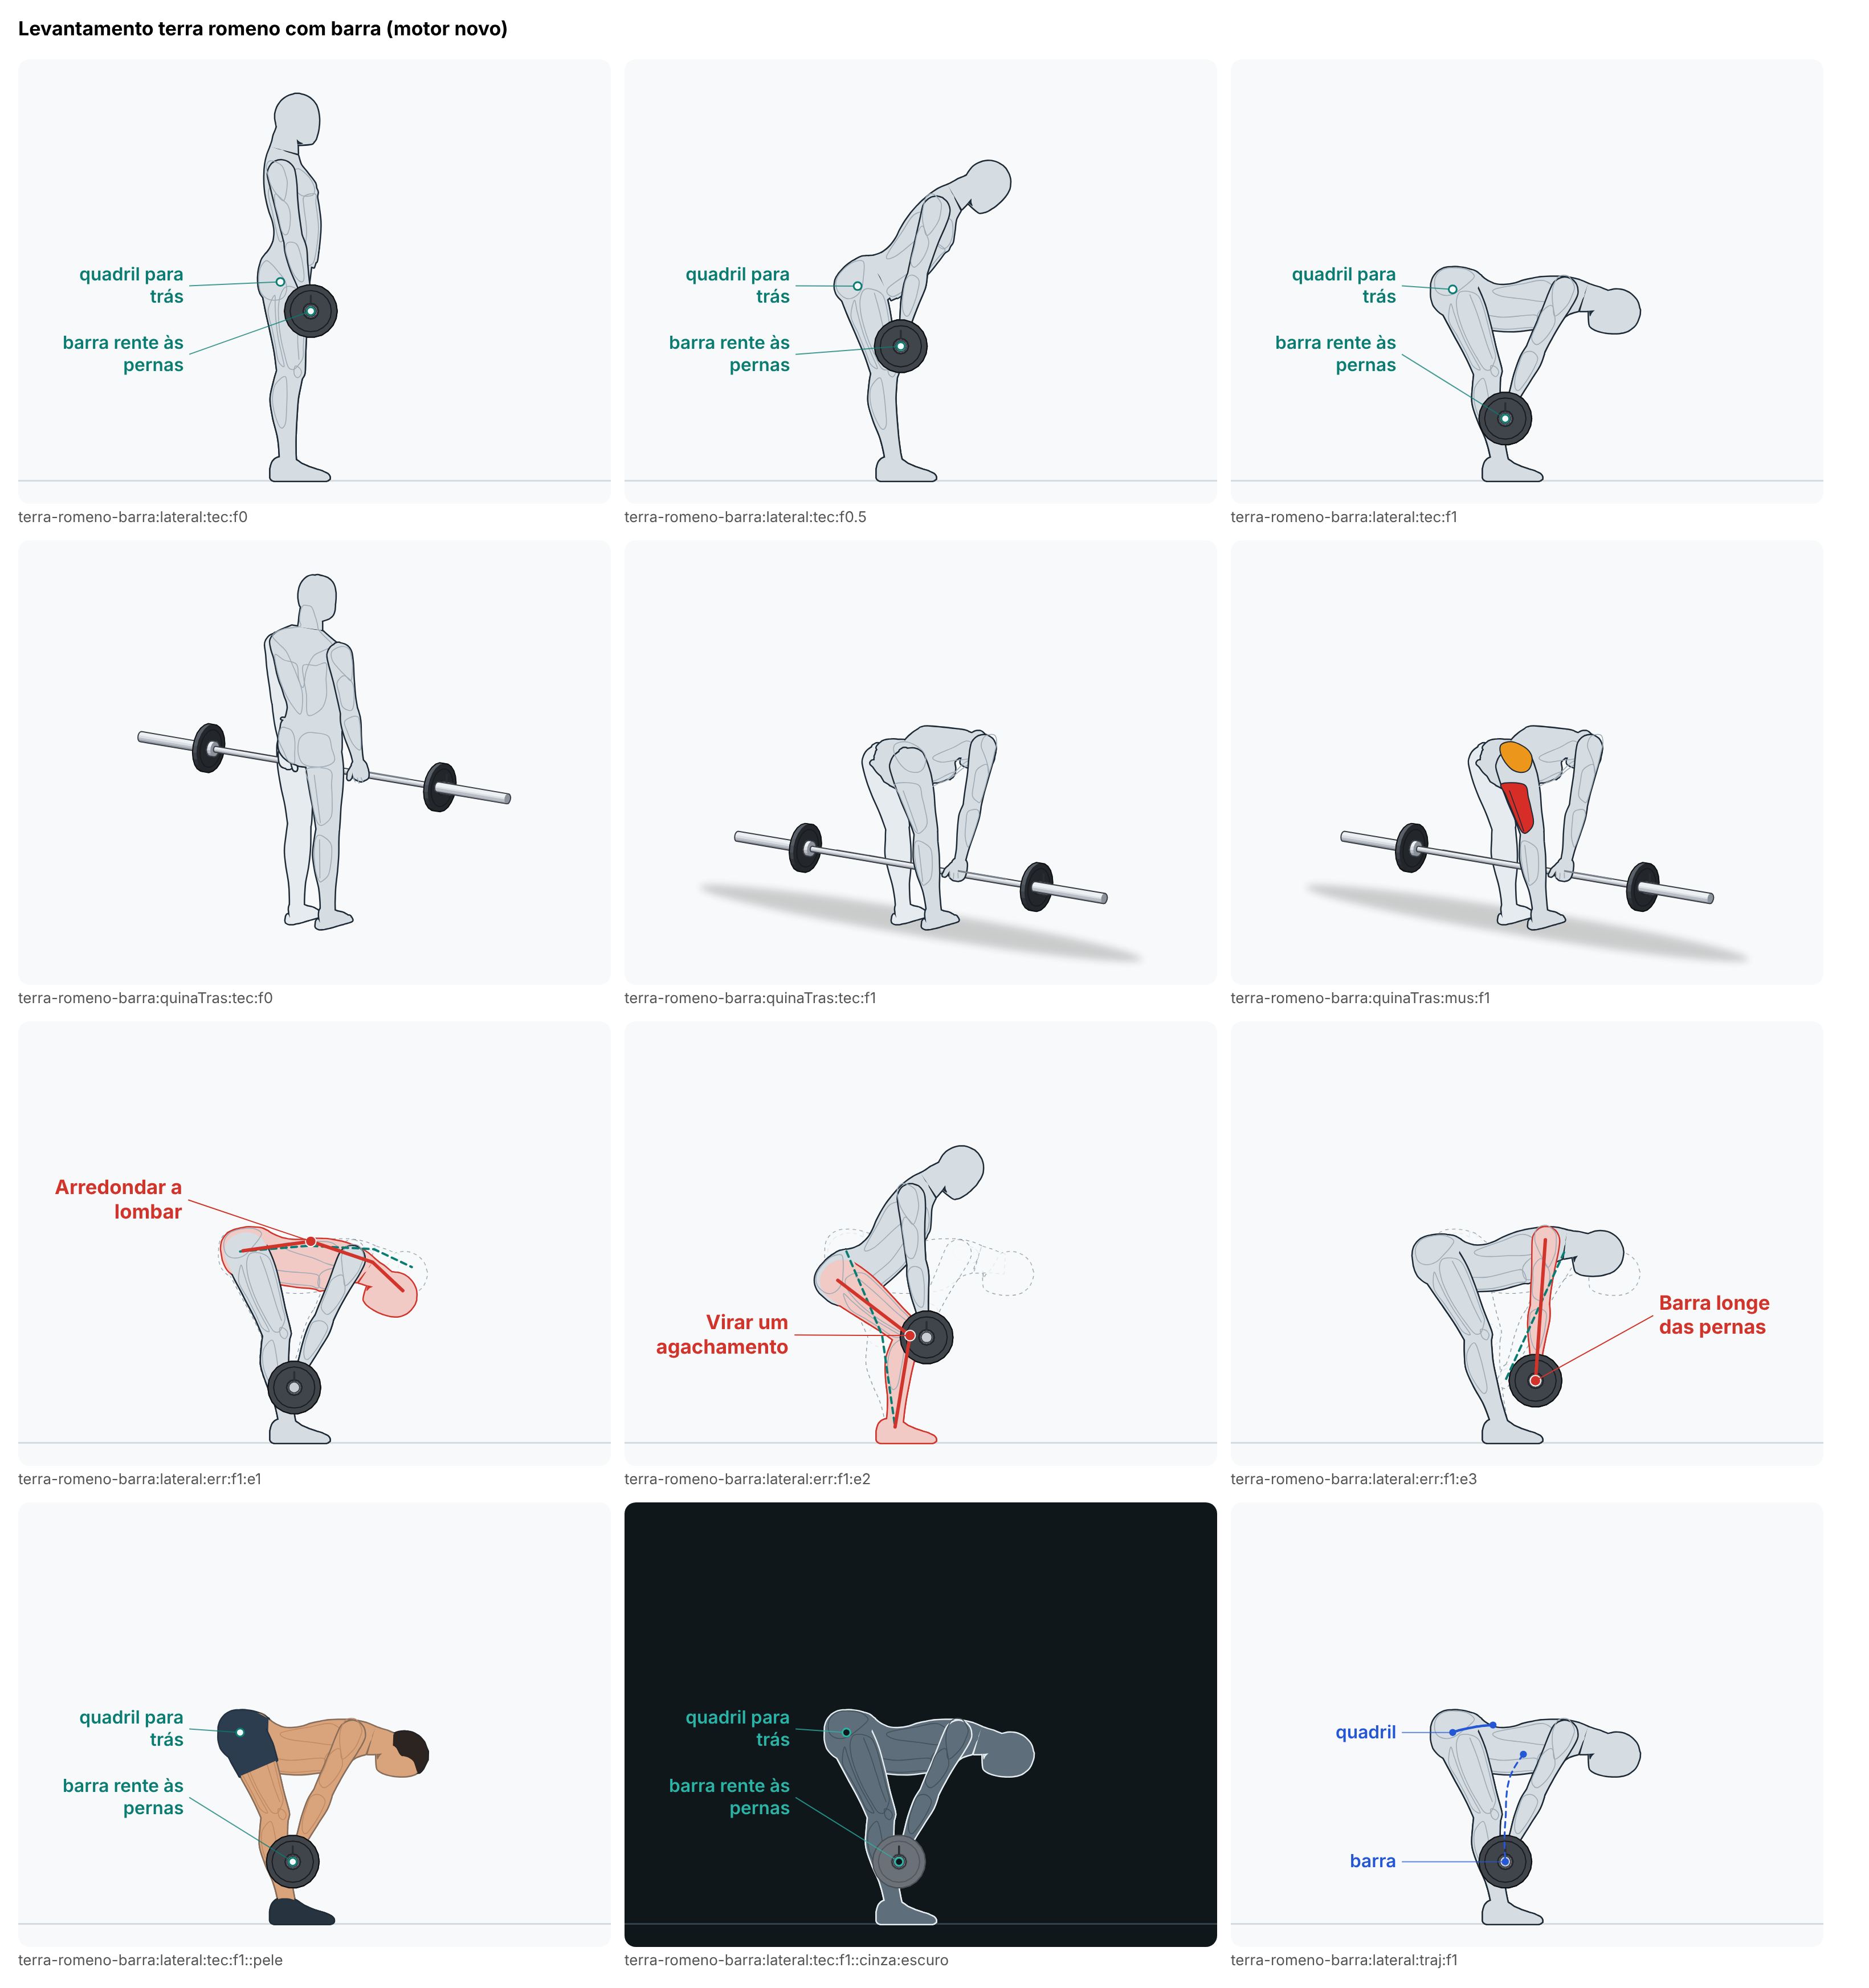 Levantamento terra romeno com barra (motor novo)
quadril para
trás
barra rente às
pernas
terra-romeno-barra:lateral:tec:f0
quadril para
trás
barra rente às
pernas
terra-romeno-barra:lateral:tec:f0.5
quadril para
trás
barra rente às
pernas
terra-romeno-barra:lateral:tec:f1
terra-romeno-barra:quinaTras:tec:f0
terra-romeno-barra:quinaTras:tec:f1
terra-romeno-barra:quinaTras:mus:f1
Arredondar a
lombar
terra-romeno-barra:lateral:err:f1:e1
Virar um
agachamento
terra-romeno-barra:lateral:err:f1:e2
Barra longe
das pernas
terra-romeno-barra:lateral:err:f1:e3
quadril para
trás
barra rente às
pernas
terra-romeno-barra:lateral:tec:f1::pele
quadril para
trás
barra rente às
pernas
terra-romeno-barra:lateral:tec:f1::cinza:escuro
quadril
barra
terra-romeno-barra:lateral:traj:f1